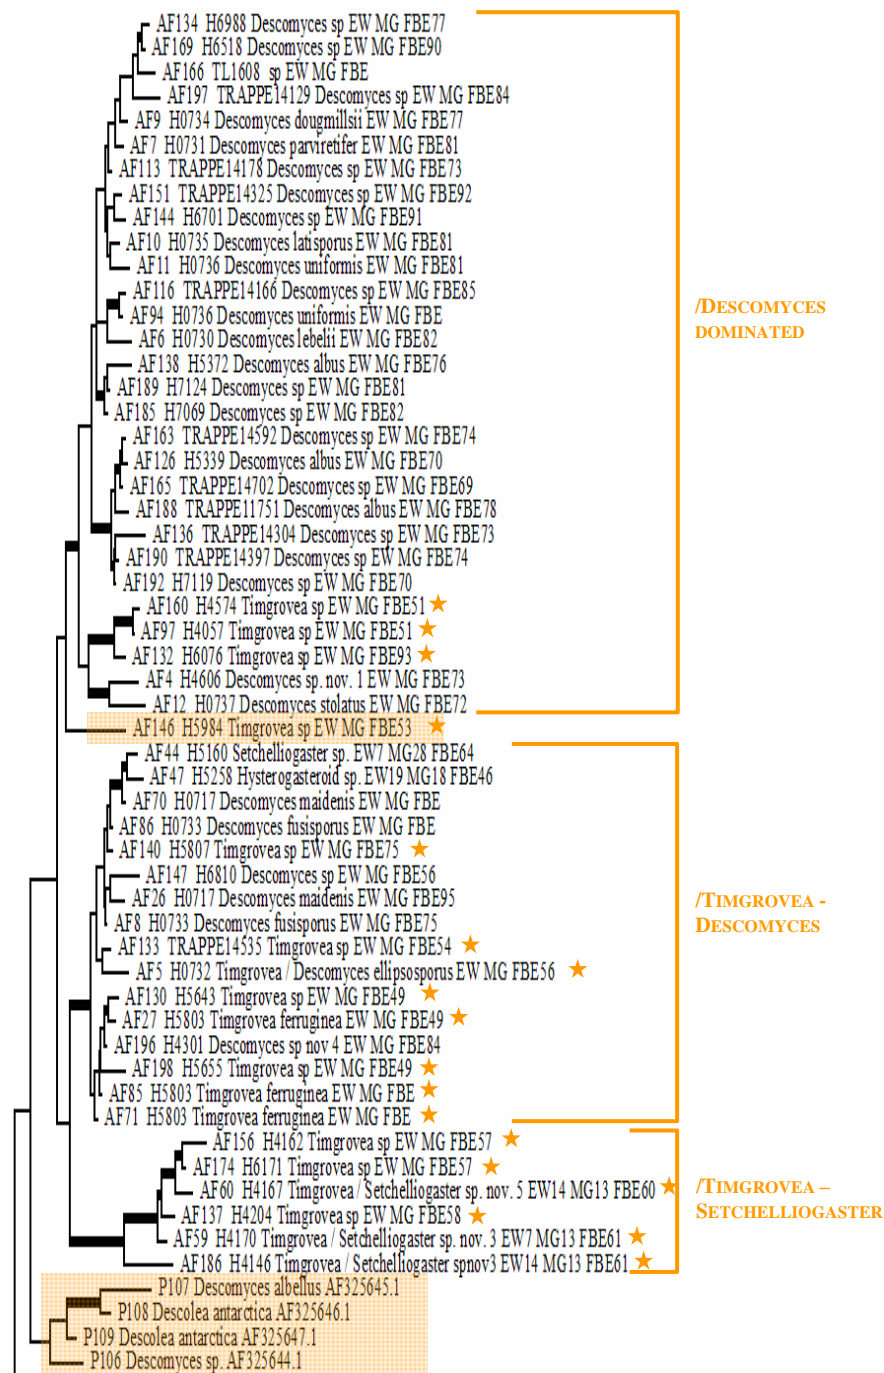 AF134 H6988 Descomyces sp EW MG FBE77
AF169 H6518 Descomyces sp EW MG FBE90
AF166 TL1608 sp EW MG FBE
AF197 TRAPPE14129 Descomyces sp EW MG FBE84
AF9 H0734 Descomyces dougmillsii EW MG FBE77
AF7 H0731 Descomyces parviretifer EW MG FBE81
AF113 TRAPPE14178 Descomyces sp EW MG FBE73
AF151 TRAPPE14325 Descomyces sp EW MG FBE92
AF144 H6701 Descomyces sp EW MG FBE91
AF10 H0735 Descomyces latisporus EW MG FBE81
AF11 H0736 Descomyces uniformis EW MG FBE81
AF116 TRAPPE14166 Descomyces sp EW MG FBE85
AF94 H0736 Descomyces uniformis EW MG FBE
AF6 H0730 Descomyces lebelii EW MG FBE82
AF138 H5372 Descomyces albus EW MG FBE76
AF189 H7124 Descomyces sp EW MG FBE81
AF185 H7069 Descomyces sp EW MG FBE82
AF163 TRAPPE14592 Descomyces sp EW MG FBE74
AF126 H5339 Descomyces albus EW MG FBE70
AF165 TRAPPE14702 Descomyces sp EW MG FBE69
AF188 TRAPPE11751 Descomyces albus EW MG FBE78
AF136 TRAPPE14304 Descomyces sp EW MG FBE73
AF190 TRAPPE14397 Descomyces sp EW MG FBE74
AF192 H7119 Descomyces sp EW MG FBE70
AF160 H4574 Timgrovea sp EW MG FBE51
AF97 H4057 Timgrovea sp EW MG FBE51
AF132 H6076 Timgrovea sp EW MG FBE93
AF4 H4606 Descomyces sp. nov. 1 EW MG FBE73
AF12 H0737 Descomyces stolatus EW MG FBE72
/DESCOMYCES
DOMINATED
AF146 H5984 Timgrovea sp EW MG FBE53
AF44 H5160 Setchelliogaster sp. EW7 MG28 FBE64
AF47 H5258 Hysterogasteroid sp. EW19 MG18 FBE46
AF70 H0717 Descomyces maidenis EW MG FBE
AF86 H0733 Descomyces fusisporus EW MG FBE
AF140 H5807 Timgrovea sp EW MG FBE75
AF147 H6810 Descomyces sp EW MG FBE56
AF26 H0717 Descomyces maidenis EW MG FBE95
AF8 H0733 Descomyces fusisporus EW MG FBE75
AF133 TRAPPE14535 Timgrovea sp EW MG FBE54
AF5 H0732 Timgrovea / Descomyces ellipsosporus EW MG FBE56
AF130 H5643 Timgrovea sp EW MG FBE49
AF27 H5803 Timgrovea ferruginea EW MG FBE49
AF196 H4301 Descomyces sp nov 4 EW MG FBE84
AF198 H5655 Timgrovea sp EW MG FBE49
AF85 H5803 Timgrovea ferruginea EW MG FBE
AF71 H5803 Timgrovea ferruginea EW MG FBE
/TIMGROVEA -
DESCOMYCES
AF156 H4162 Timgrovea sp EW MG FBE57
AF174 H6171 Timgrovea sp EW MG FBE57
AF60 H4167 Timgrovea / Setchelliogaster sp. nov. 5 EW14 MG13 FBE60
AF137 H4204 Timgrovea sp EW MG FBE58
AF59 H4170 Timgrovea / Setchelliogaster sp. nov. 3 EW7 MG13 FBE61
AF186 H4146 Timgrovea / Setchelliogaster spnov3 EW14 MG13 FBE61
/TIMGROVEA –
SETCHELLIOGASTER
P107 Descomyces albellus AF325645.1
P108 Descolea antarctica AF325646.1
P109 Descolea antarctica AF325647.1
P106 Descomyces sp. AF325644.1